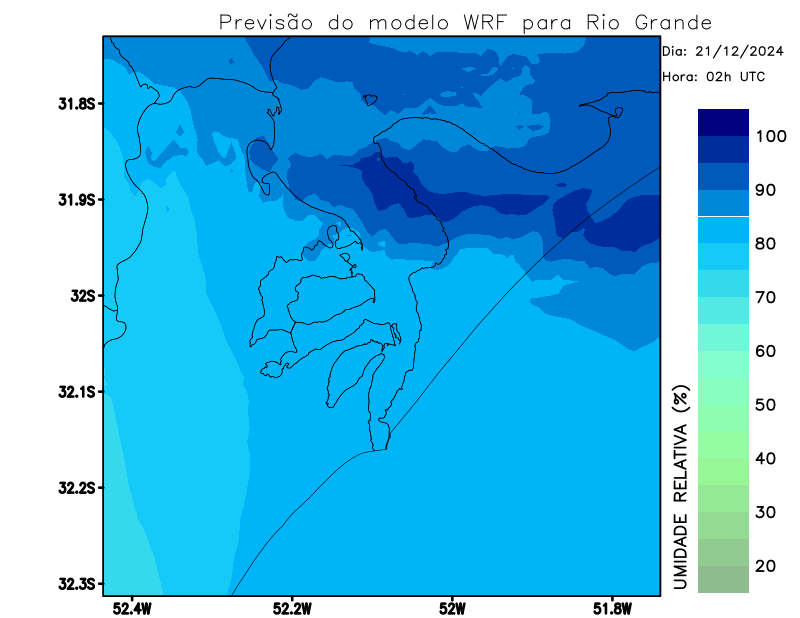 Previsão do modelo WRF para Rio Grande
Dia: 21/12/2024
Hora: 02h UTC
31.8S
31.9S
32S
32.1S
32.2S
32.3S
52.4W
52.2W
52W
51.8W
100
90
80
70
60
50
40
30
20
UMIDADE RELATIVA (%)